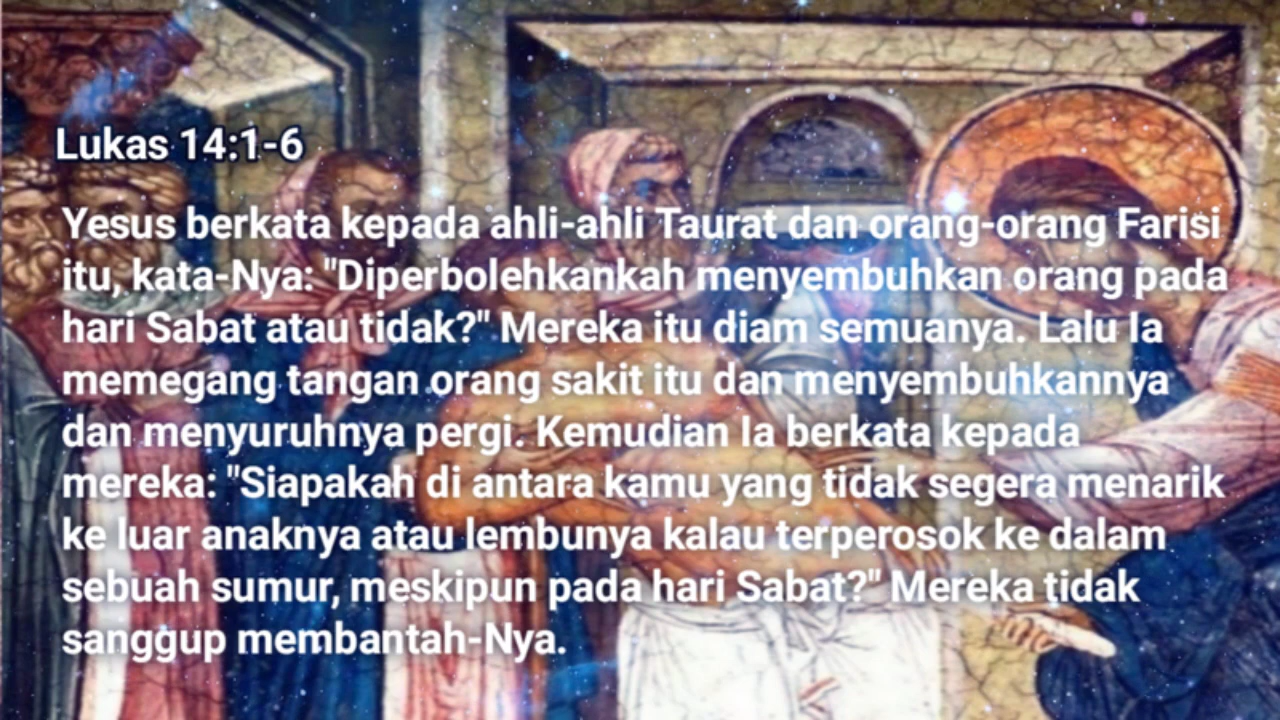 Lukas 14:1-6
Yesus berkata kepada ahli-ahli Taurat dan orang-orang Farisi
itu, kata-Nya: "Diperbolehkankah menyembuhkan orang pada
hari Sabat atau tidak?" Mereka itu diam semuanya. Lalu Ia
memegang tangan orang sakit itu dan menyembuhkannya
dan menyuruhnya pergi. Kemudian Ia berkata kepada
mereka: "Siapakah di antara kamu yang tidak segera menarik
ke luar anaknya atau lembunya kalau terperosok ke dalam
sebuah sumur, meskipun pada hari Sabat?" Mereka tidak
sanggup membantah-Nya.